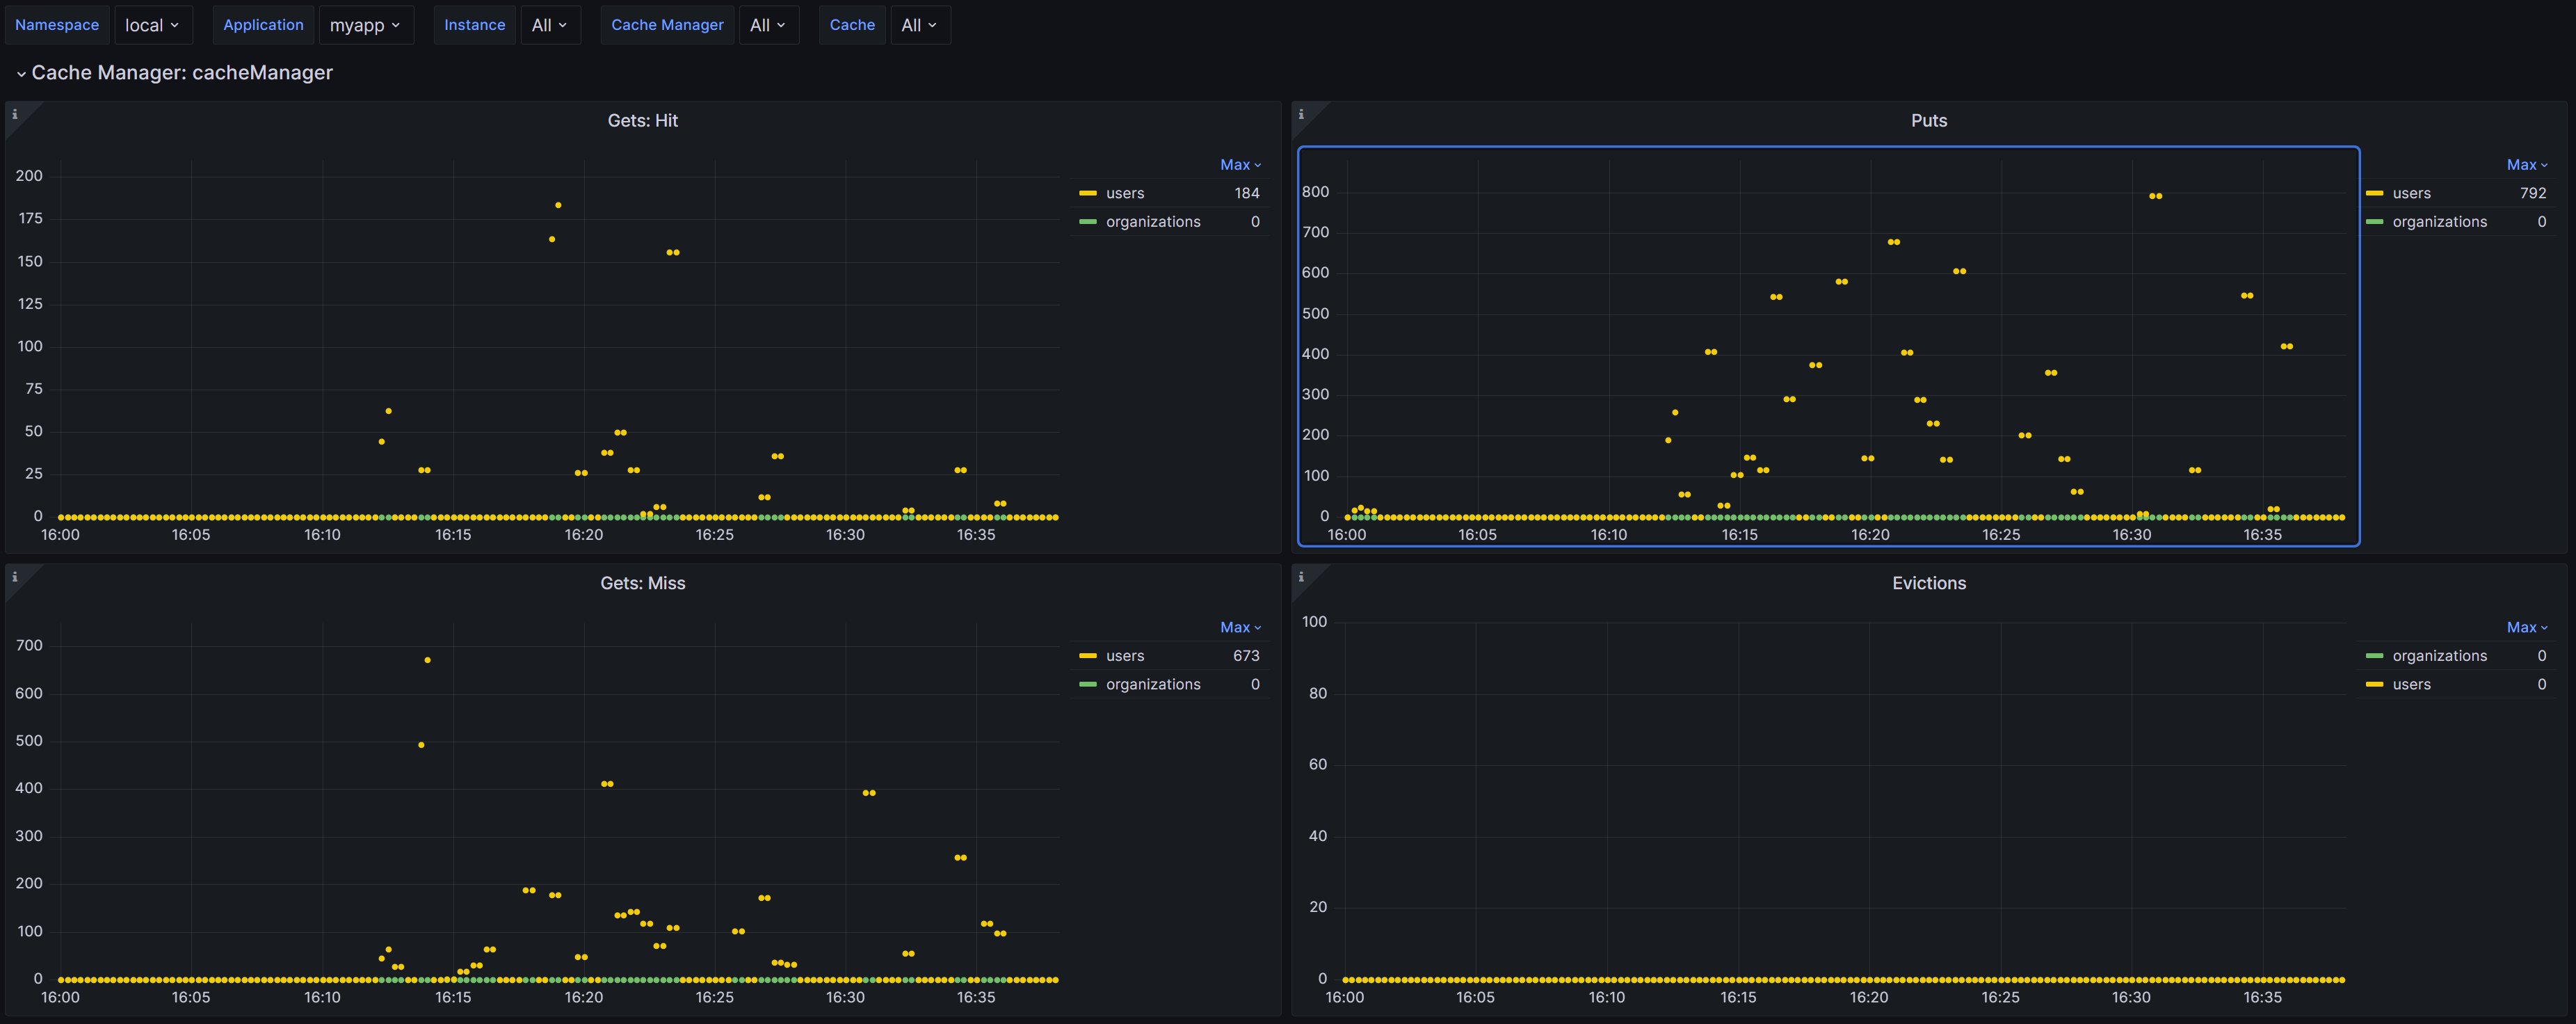 Namespace local Application myapp Instance All Cache Manager All Cache All
Cache Manager: cacheManager
Gets: Hit
Max
users 184
organizations 0
200
175
150
125
100
75
50
25
0
16:00 16:05 16:10 16:15 16:20 16:25 16:30 16:35
Puts
Max
users 792
organizations 0
800
700
600
500
400
300
200
100
0
16:00 16:05 16:10 16:15 16:20 16:25 16:30 16:35
Gets: Miss
Max
users 673
organizations 0
700
600
500
400
300
200
100
0
16:00 16:05 16:10 16:15 16:20 16:25 16:30 16:35
Evictions
Max
organizations 0
users 0
100
80
60
40
20
0
16:00 16:05 16:10 16:15 16:20 16:25 16:30 16:35